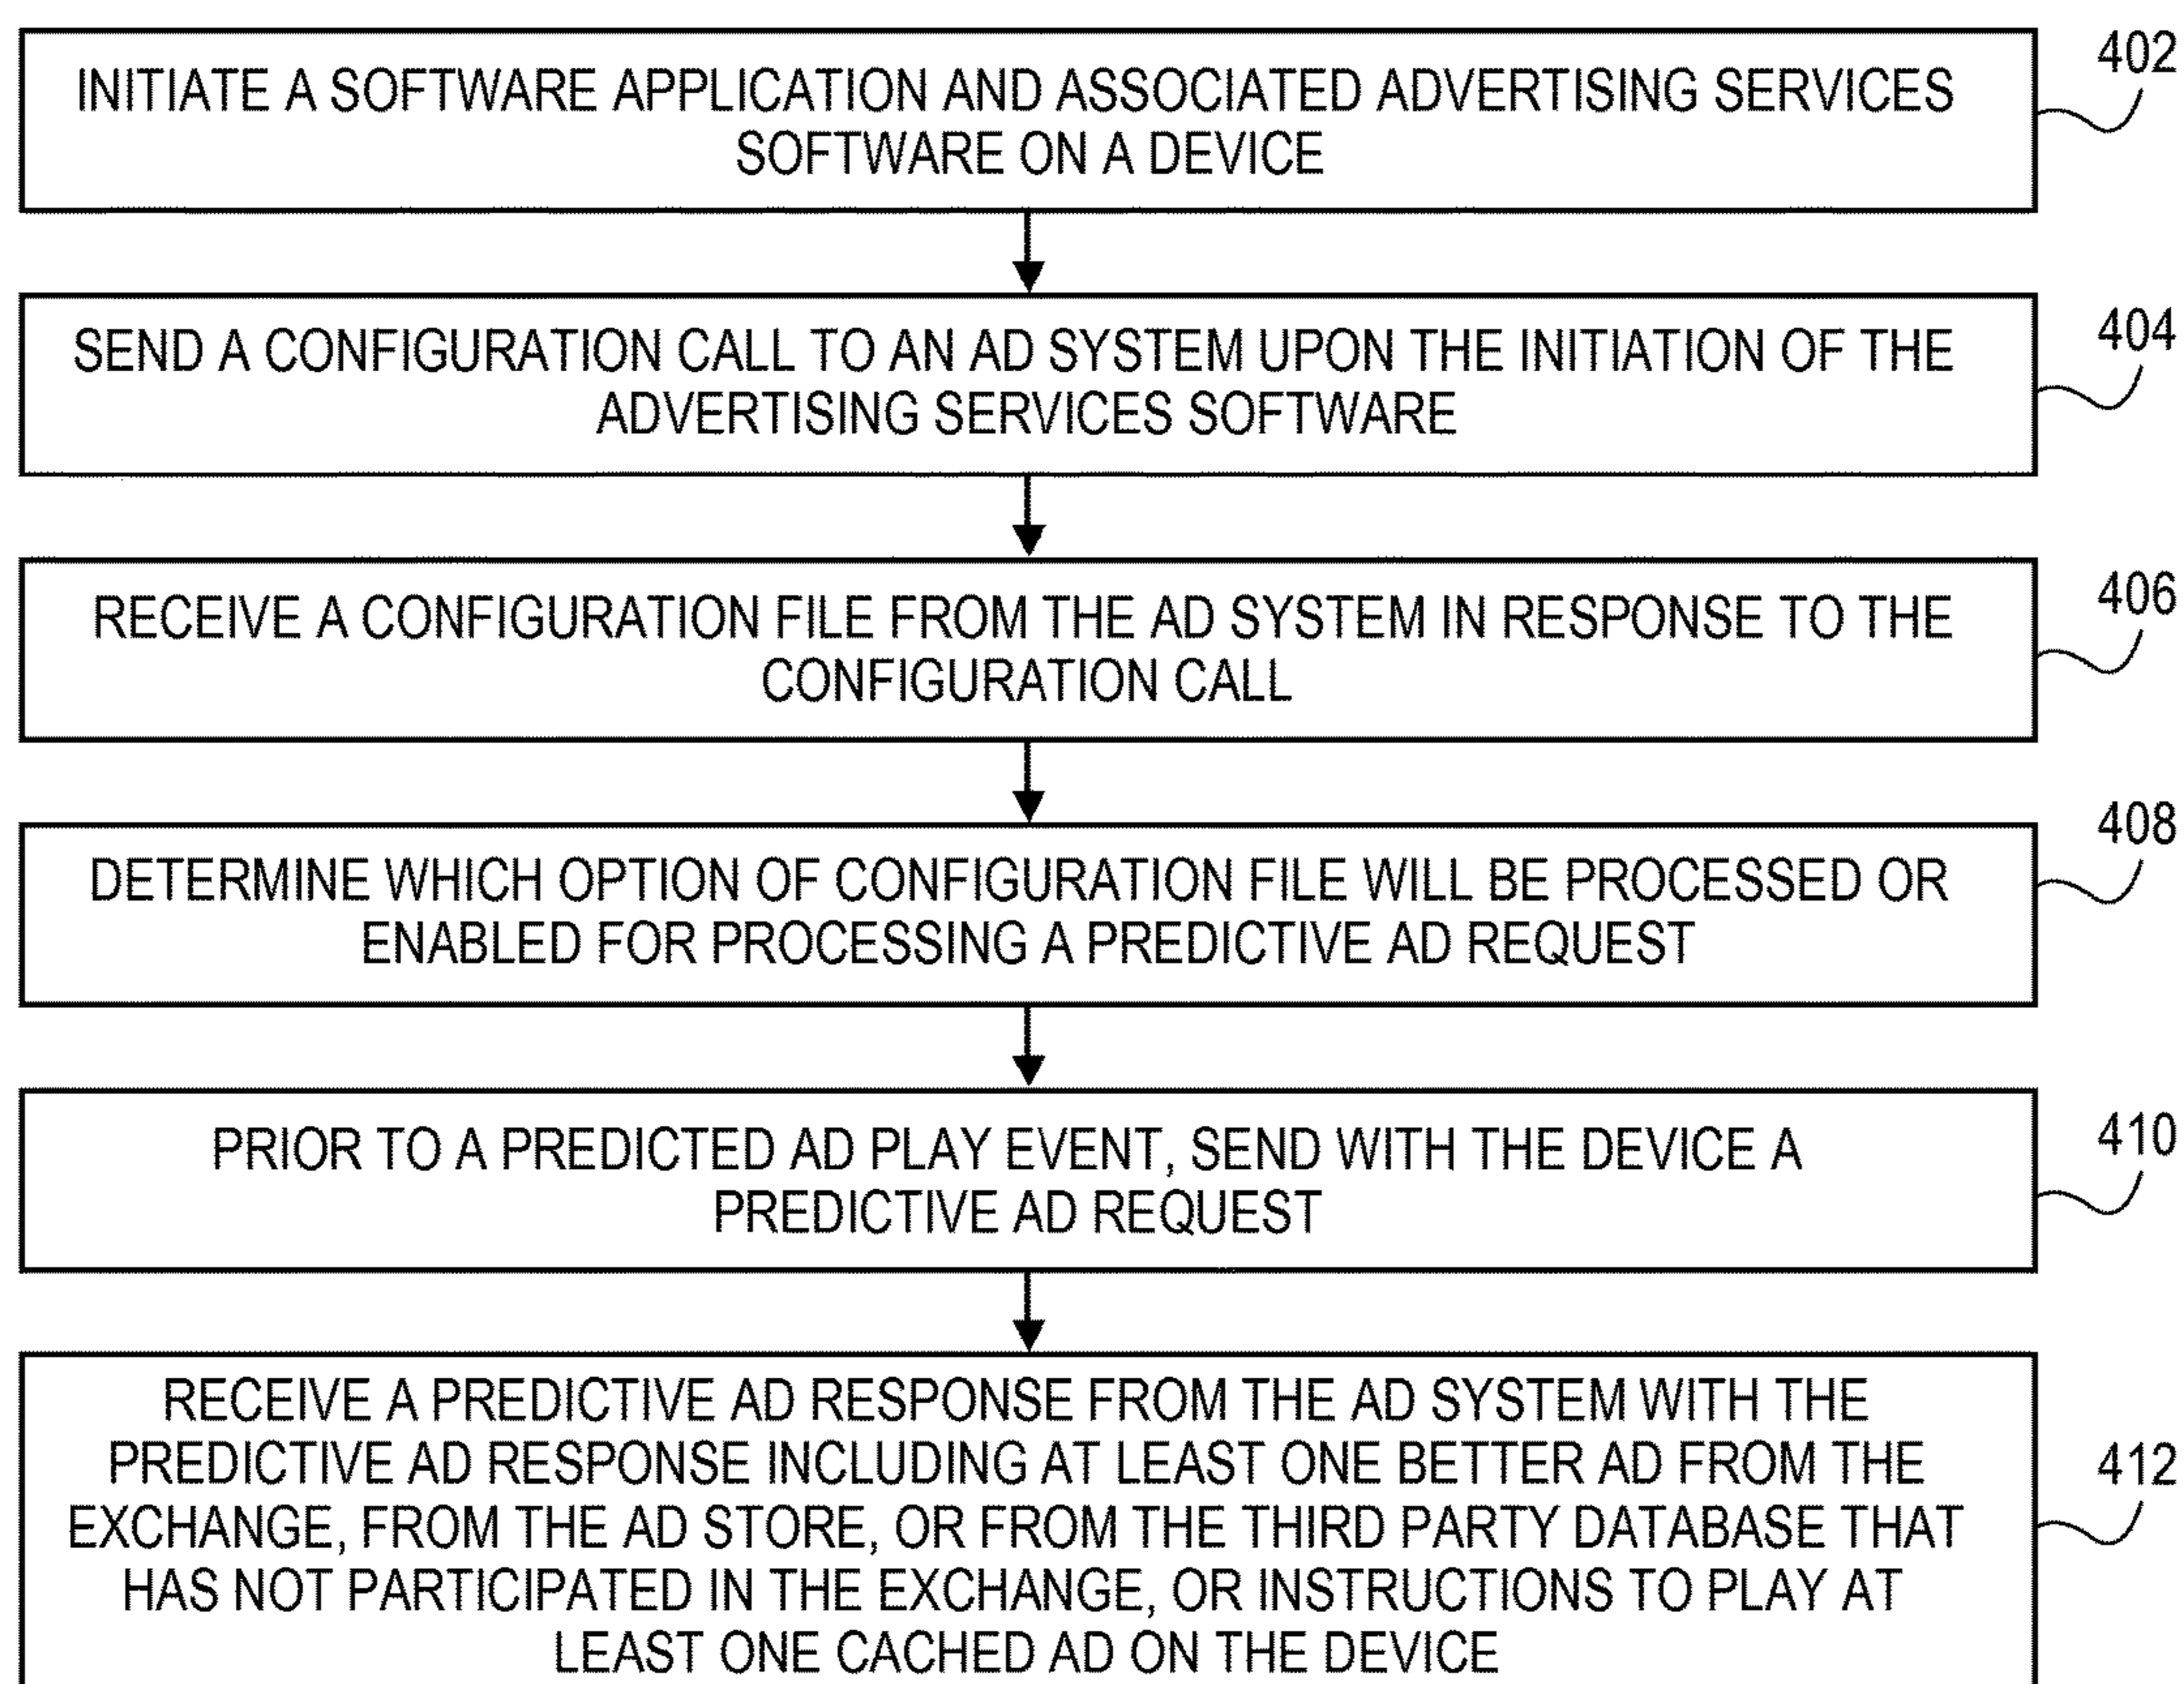 INITIATE A SOFTWARE APPLICATION AND ASSOCIATED ADVERTISING SERVICES
SOFTWARE ON A DEVICE
402
SEND A CONFIGURATION CALL TO AN AD SYSTEM UPON THE INITIATION OF THE
ADVERTISING SERVICES SOFTWARE
404
RECEIVE A CONFIGURATION FILE FROM THE AD SYSTEM IN RESPONSE TO THE
CONFIGURATION CALL
406
DETERMINE WHICH OPTION OF CONFIGURATION FILE WILL BE PROCESSED OR
ENABLED FOR PROCESSING A PREDICTIVE AD REQUEST
408
PRIOR TO A PREDICTED AD PLAY EVENT, SEND WITH THE DEVICE A
PREDICTIVE AD REQUEST
410
RECEIVE A PREDICTIVE AD RESPONSE FROM THE AD SYSTEM WITH THE
PREDICTIVE AD RESPONSE INCLUDING AT LEAST ONE BETTER AD FROM THE
EXCHANGE, FROM THE AD STORE, OR FROM THE THIRD PARTY DATABASE THAT
HAS NOT PARTICIPATED IN THE EXCHANGE, OR INSTRUCTIONS TO PLAY AT
LEAST ONE CACHED AD ON THE DEVICE
412